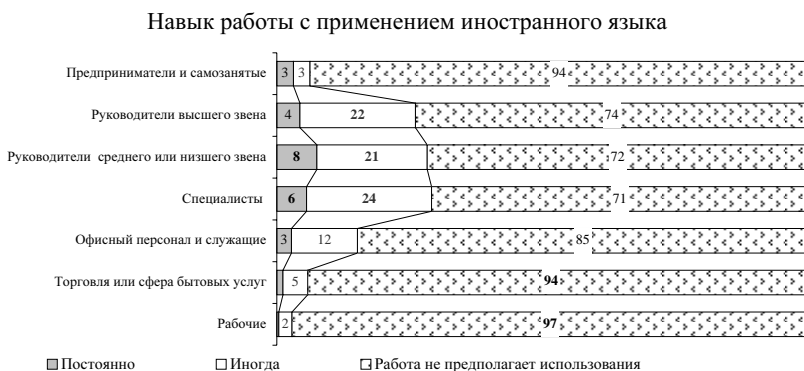 Навык работы с применением иностранного языка
Предприниматели и самозанятые 3 3 94
Руководители высшего звена 4 22 74
Руководители среднего или низшего звена 8 21 72
Специалисты 6 24 71
Офисный персонал и служащие 3 12 85
Торговля или сфера бытовых услуг 5 94
Рабочие 2 97
Постоянно Иногда Работа не предполагает использования